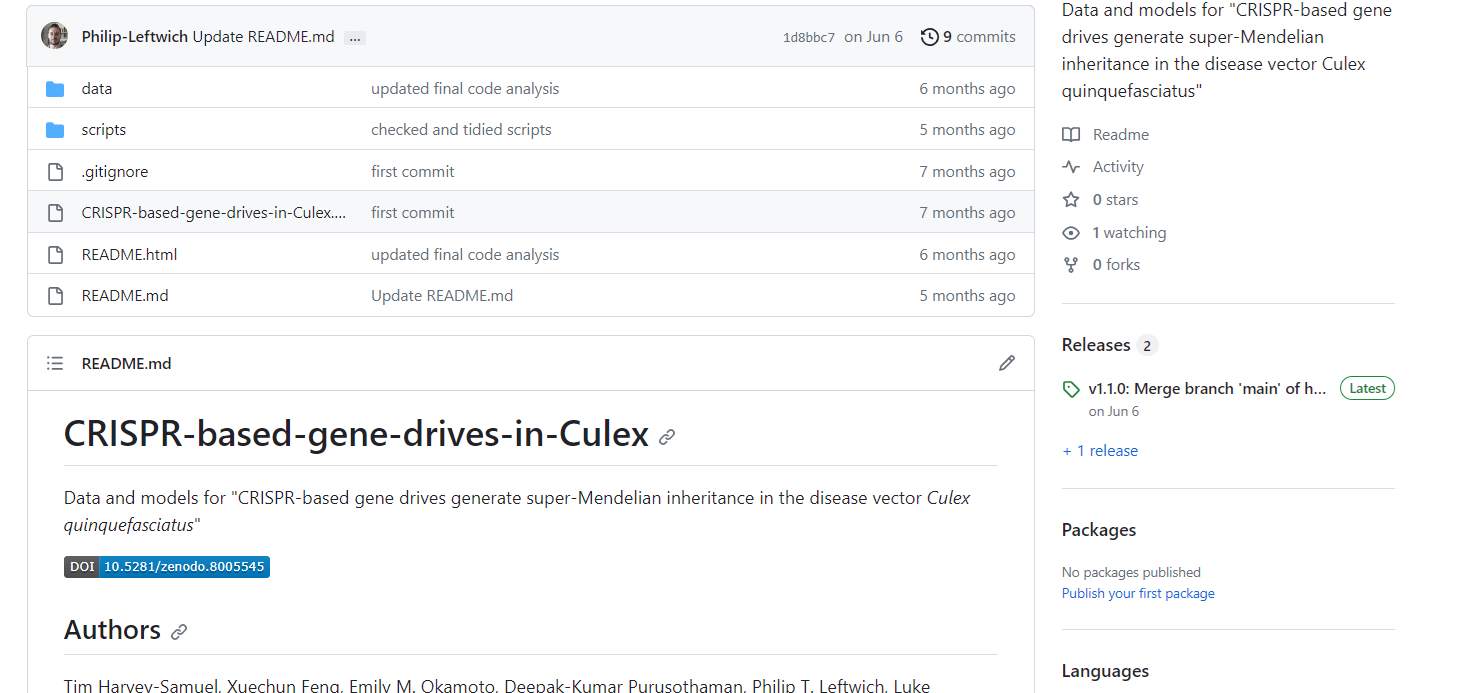 Philip-Leftwich Update README.md ... 1d8bbc7 on Jun 6 9 commits
data updated final code analysis 6 months ago
scripts checked and tidied scripts 5 months ago
.gitignore first commit 7 months ago
CRISPR-based-gene-drives-in-Culex.... first commit 7 months ago
README.html updated final code analysis 6 months ago
README.md Update README.md 5 months ago
README.md
CRISPR-based-gene-drives-in-Culex
Data and models for "CRISPR-based gene drives generate super-Mendelian inheritance in the disease vector Culex
quinquefasciatus"
DOI 10.5281/zenodo.8005545
Authors
Tim Harvey-Samuel, Xuechun Feng, Emily M. Okamoto, Deepak-Kumar Purusothaman, Philip T. Leftwich, Luke
Data and models for "CRISPR-based gene
drives generate super-Mendelian
inheritance in the disease vector Culex
quinquefasciatus"
Readme
Activity
0 stars
1 watching
0 forks
Releases 2
v1.1.0: Merge branch 'main' of h... Latest
on Jun 6
+ 1 release
Packages
No packages published
Publish your first package
Languages